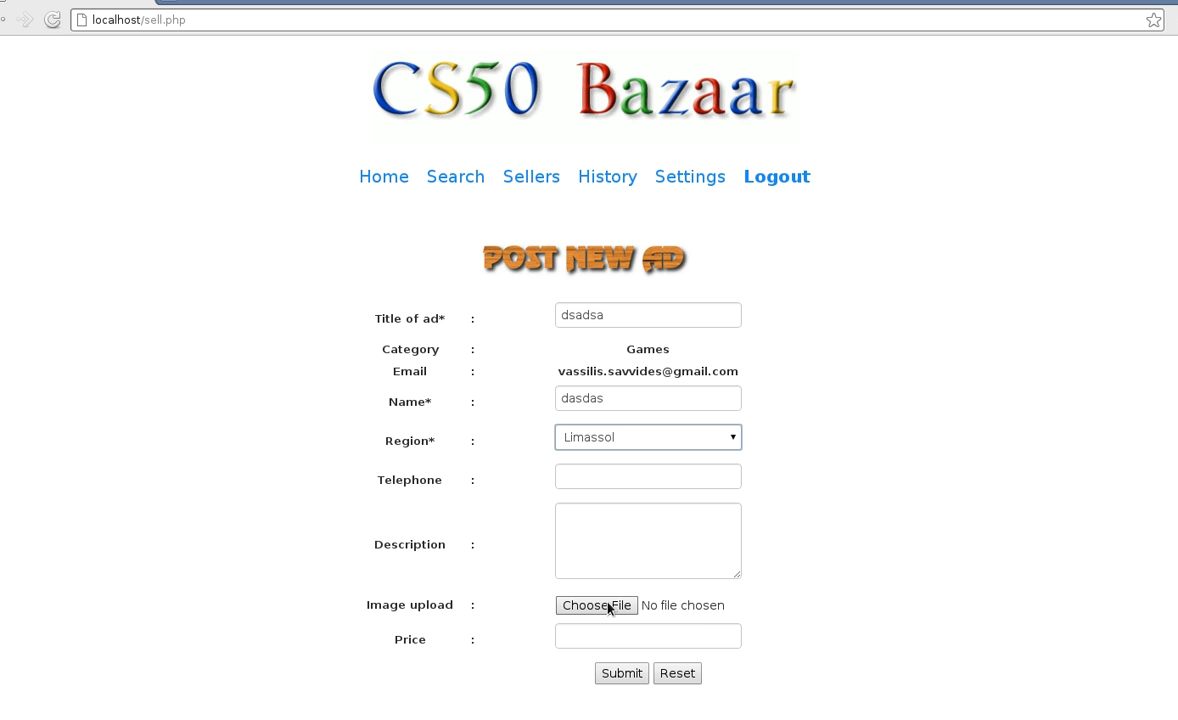 localhost/sell.php
CS50 Bazaar
Home Search Sellers History Settings Logout
POST NEW AD
Title of ad* : dsadsa
Category : Games
Email : vassilis.savvides@gmail.com
Name* : dasdas
Region* : Limassol
Telephone :
Description :
Image upload : Choose File No file chosen
Price :
Submit Reset